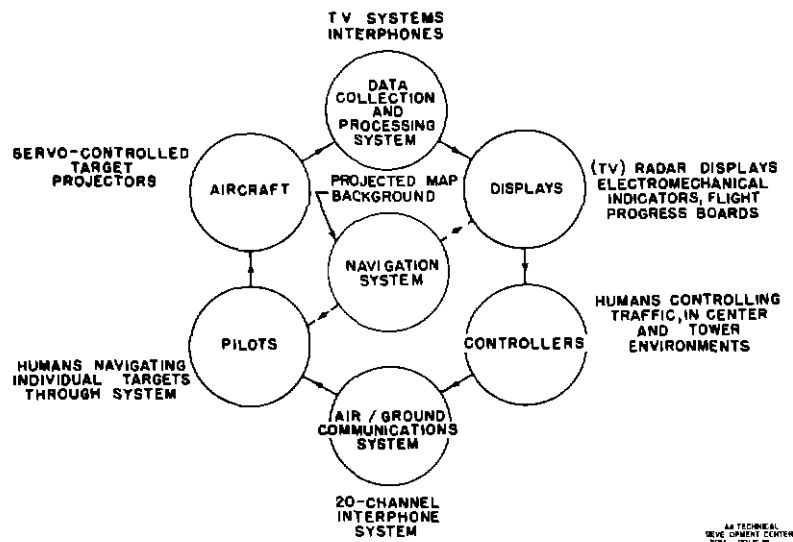 TV SYSTEMS
INTERPHONES
DATA
COLLECTION
AND
PROCESSING
SYSTEM
SERVO-CONTROLLED
TARGET
PROJECTORS
AIRCRAFT
PROJECTED MAP
BACKGROUND
DISPLAYS
(TV) RADAR DISPLAYS
ELECTROMECHANICAL
INDICATORS, FLIGHT
PROGRESS BOARDS
NAVIGATION
SYSTEM
PILOTS
CONTROLLERS
HUMANS CONTROLLING
TRAFFIC, IN CENTER
AND TOWER
ENVIRONMENTS
HUMANS NAVIGATING
INDIVIDUAL TARGETS
THROUGH SYSTEM
AIR / GROUND
COMMUNICATIONS
SYSTEM
20-CHANNEL
INTERPHONE
SYSTEM
TECHNICAL
CENTER